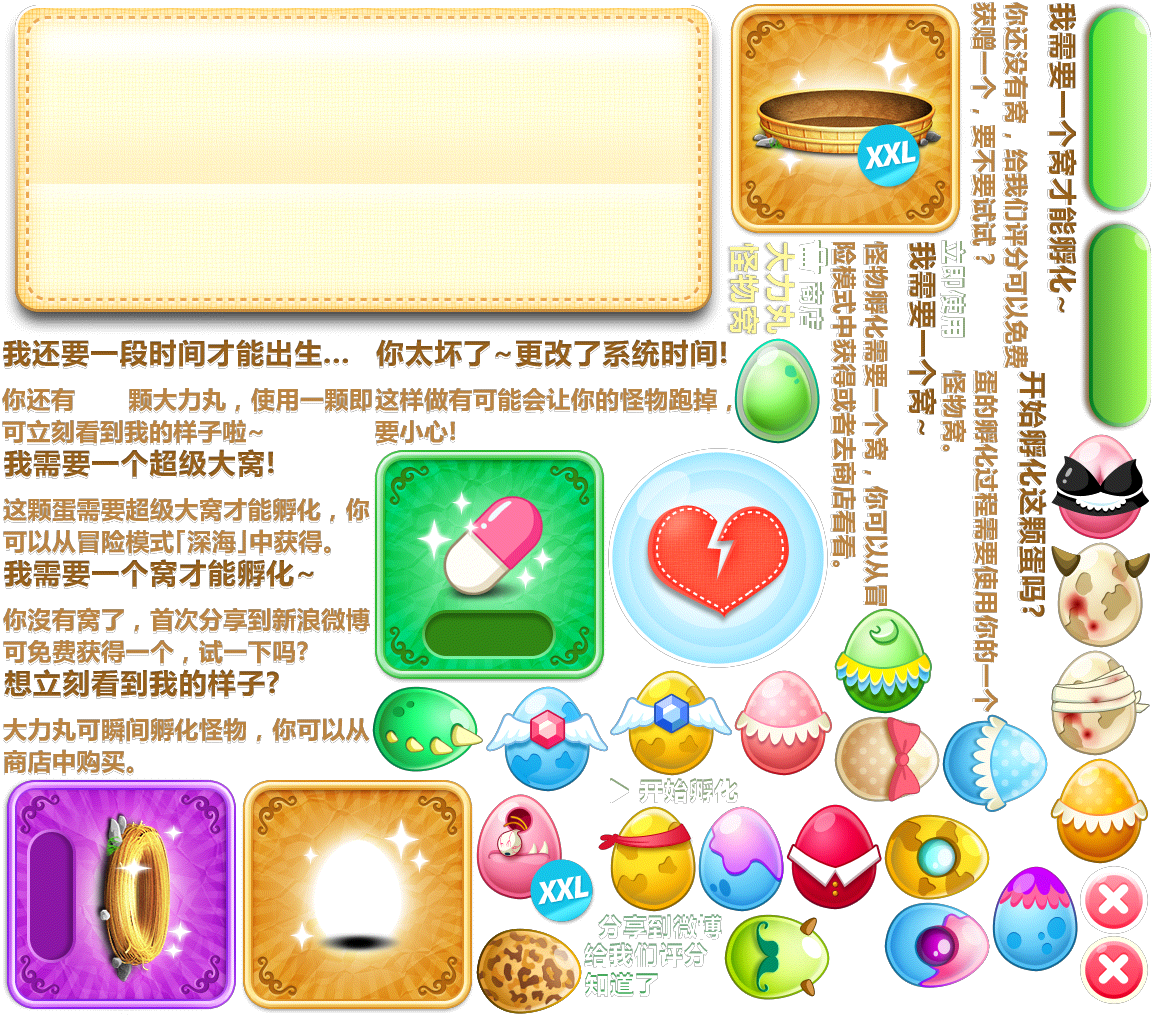 我需要一个窝才能孵化~
你还没有窝，给我们评分可以免费
获赠一个，要不要试试？
XXL
立即使用
我需要一个窝~
怪物孵化需要一个窝，你可以从冒
险模式中获得或者去商店看看。
商店
大力丸
怪物窝
我还要一段时间才能出生...
你还有 颗大力丸，使用一颗即
可立刻看到我的样子啦~
你太坏了~更改了系统时间!
这样做有可能会让你的怪物跑掉，
要小心!
开始孵化这颗蛋吗?
蛋的孵化过程需要使用你的一个
怪物窝。
我需要一个超级大窝!
这颗蛋需要超级大窝才能孵化，你
可以从冒险模式「深海」中获得。
我需要一个窝才能孵化~
你沒有窝了，首次分享到新浪微博
可免费获得一个，试一下吗?
想立刻看到我的样子?
大力丸可瞬间孵化怪物，你可以从
商店中购买。
开始孵化
XXL
分享到微博
给我们评分
知道了